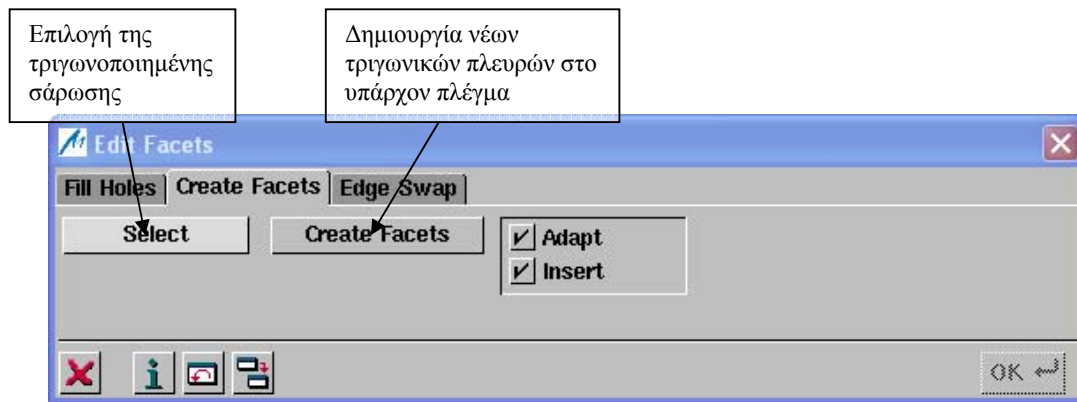 Επιλογή της
τριγωνοποιημένης
σάρωσης
Δημιουργία νέων
τριγωνικών πλευρών στο
υπάρχον πλέγμα
Edit Facets
Fill Holes Create Facets Edge Swap
Select Create Facets Adapt
Insert
OK